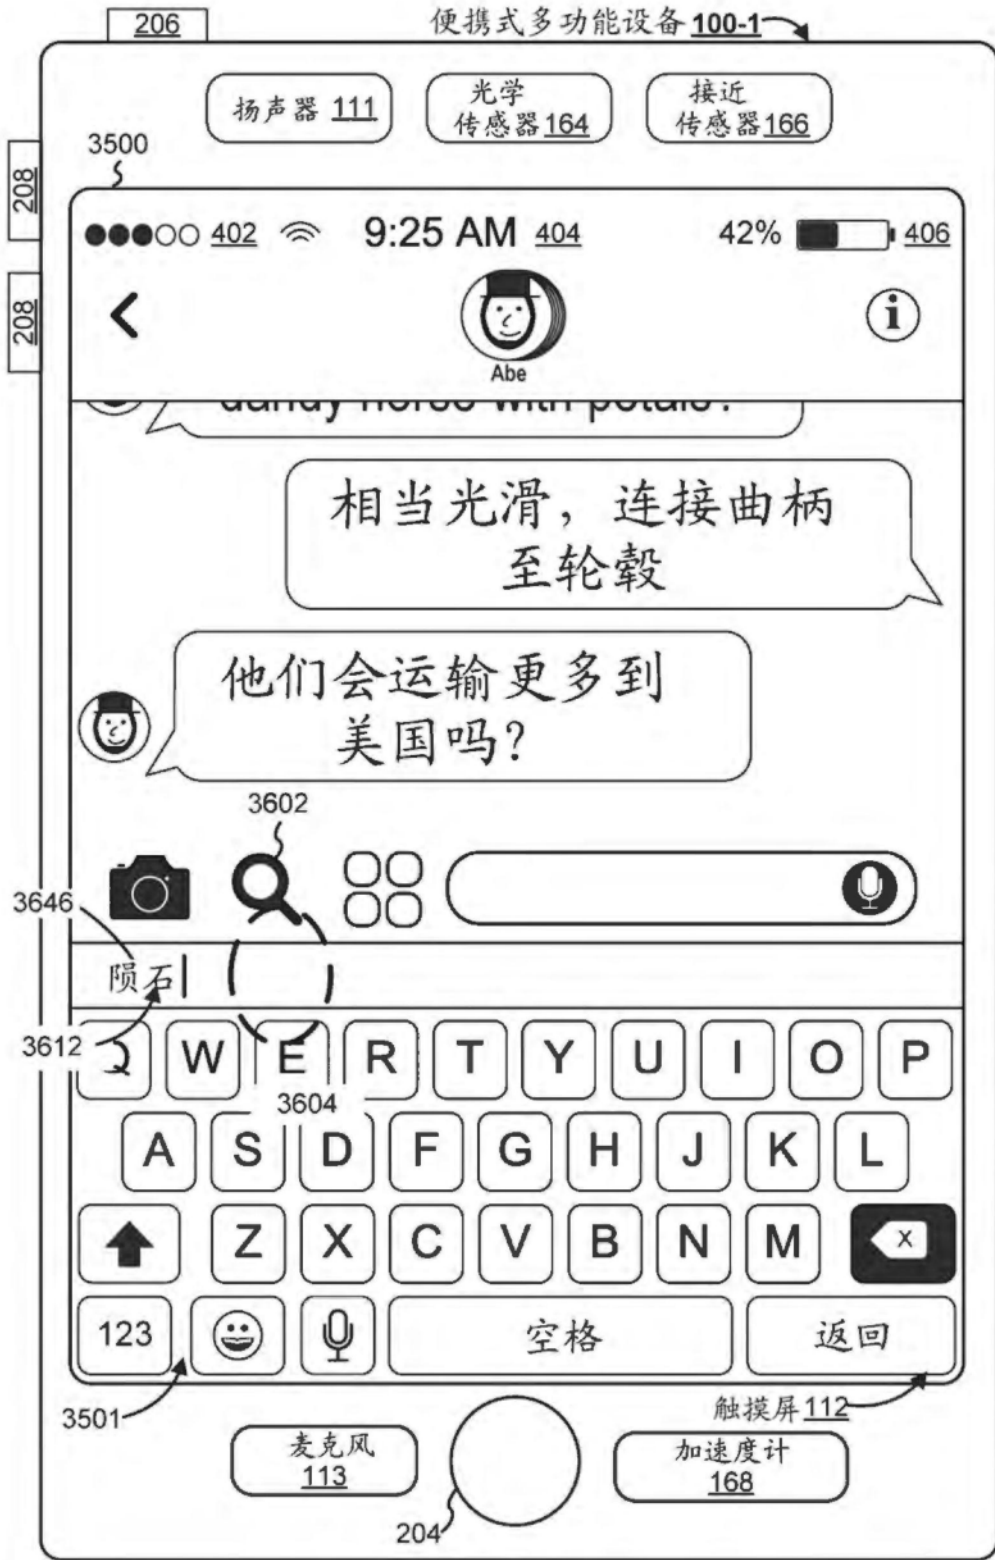 206
便携式多功能设备 100-1
扬声器 111
光学
传感器 164
接近
传感器 166
3500
208
402
9:25 AM 404
42%
406
208
i
Abe
dandy horse with pedals?
相当光滑，连接曲柄
至轮毂
他们会运输更多到
美国吗?
3602
3646
陨石
3612
Q W E R T Y U I O P
3604
A S D F G H J K L
Z X C V B N M X
123
空格
返回
3501
触摸屏 112
麦克风
113
加速度计
168
204